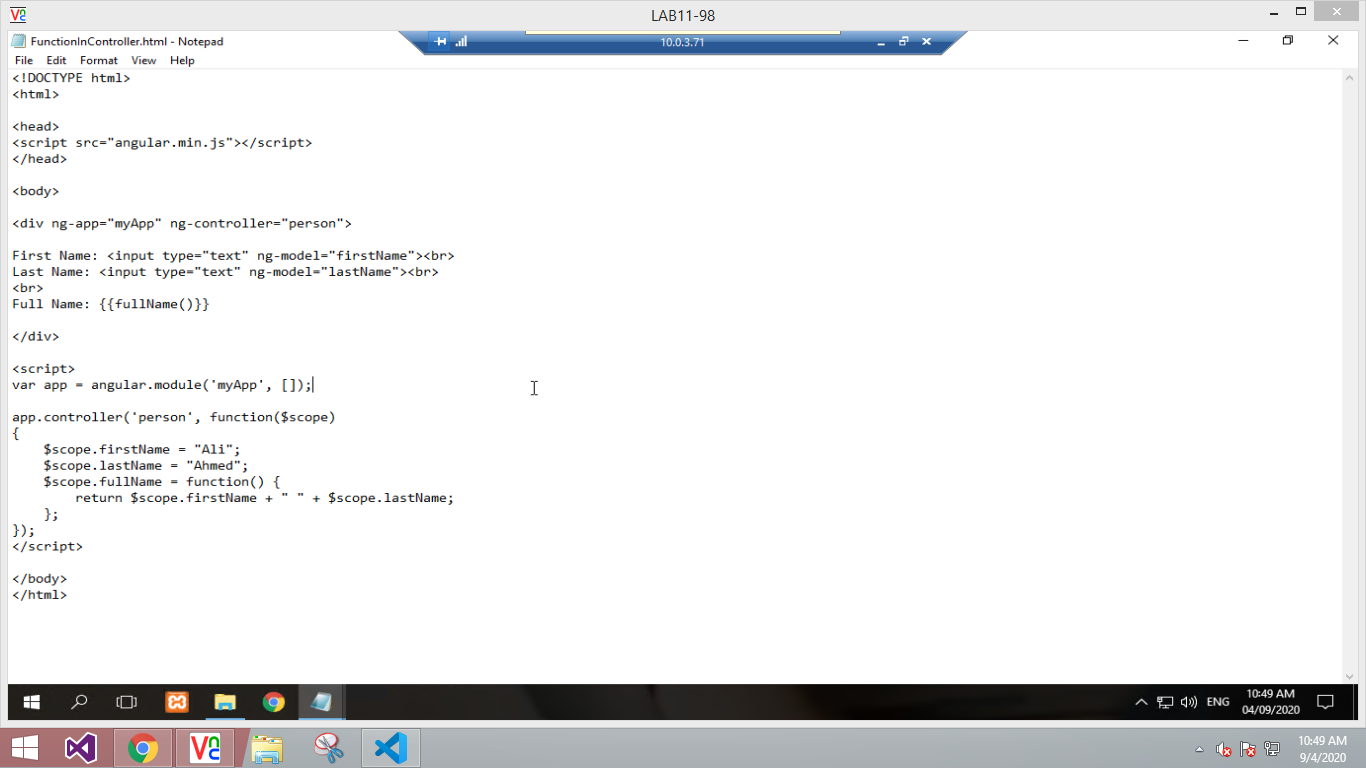 LAB11-98
FunctionInController.html - Notepad
10.0.3.71
File Edit Format View Help
<!DOCTYPE html>
<html>
<head>
<script src="angular.min.js"></script>
</head>
<body>
<div ng-app="myApp" ng-controller="person">
First Name: <input type="text" ng-model="firstName"><br>
Last Name: <input type="text" ng-model="lastName"><br>
<br>
Full Name: {{fullName()}}
</div>
<script>
var app = angular.module('myApp', []);
app.controller('person', function($scope)
{
    $scope.firstName = "Ali";
    $scope.lastName = "Ahmed";
    $scope.fullName = function() {
        return $scope.firstName + " " + $scope.lastName;
    };
});
</script>
</body>
</html>
ENG
10:49 AM
04/09/2020
10:49 AM
9/4/2020